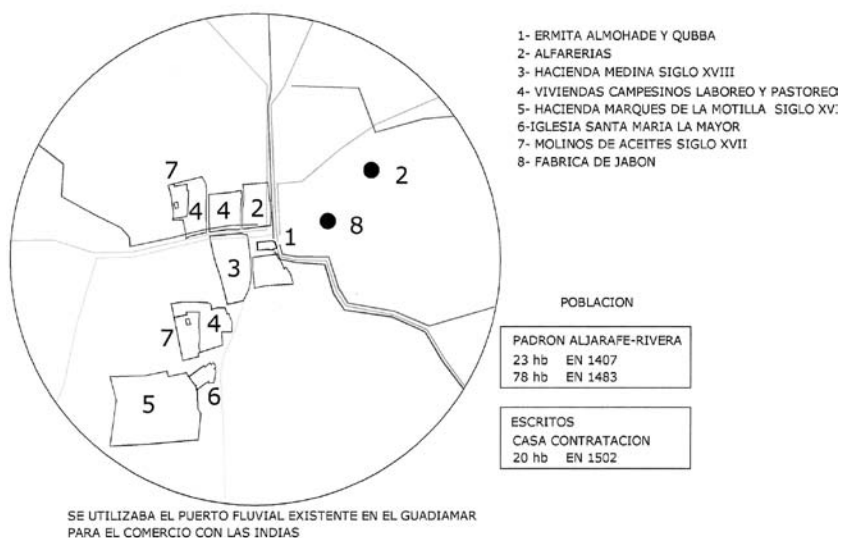 1- ERMITA ALMOHADE Y QUBBA
2- ALFARERIAS
3- HACIENDA MEDINA SIGLO XVIII
4- VIVIENDAS CAMPESINOS LABOREO Y PASTOREO
5- HACIENDA MARQUES DE LA MOTILLA SIGLO
6-IGLESIA SANTA MARIA LA MAYOR
7- MOLINOS DE ACEITES SIGLO XVII
8- FABRICA DE JABON
7
4
4
2
2
8
1
3
4
7
6
5
POBLACION
PADRON ALJARAFE-RIVERA
23 hb EN 1407
78 hb EN 1483
ESCRITOS
CASA CONTRATACION
20 hb EN 1502
SE UTILIZABA EL PUERTO FLUVIAL EXISTENTE EN EL GUADIAMAR
PARA EL COMERCIO CON LAS INDIAS